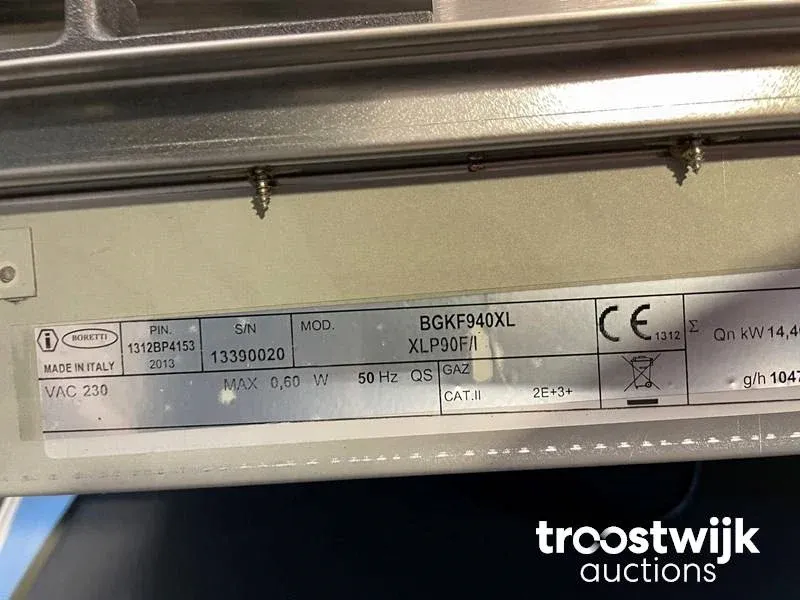 i BORETTI
MADE IN ITALY
PIN.
1312BP4153
2013
S/N
13390020
MOD. BGKF940XL
XLP90F/I
CE 1312
Σ Qn kW 14,4
g/h 1047
VAC 230 MAX 0,60 W 50 Hz QS
GAZ
CAT.II 2E+3+
troostwijk
auctions